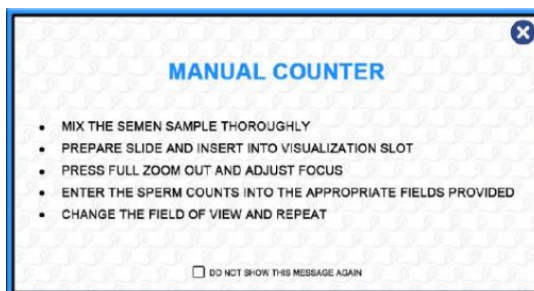 MANUAL COUNTER
• MIX THE SEMEN SAMPLE THOROUGHLY
• PREPARE SLIDE AND INSERT INTO VISUALIZATION SLOT
• PRESS FULL ZOOM OUT AND ADJUST FOCUS
• ENTER THE SPERM COUNTS INTO THE APPROPRIATE FIELDS PROVIDED
• CHANGE THE FIELD OF VIEW AND REPEAT
DO NOT SHOW THIS MESSAGE AGAIN